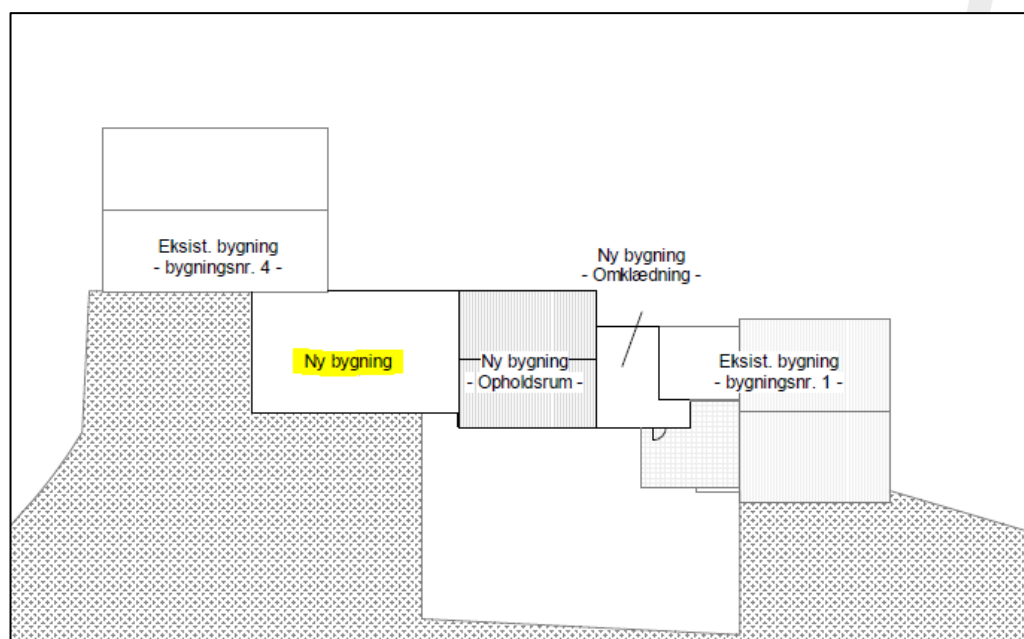 Eksist. bygning
- bygningsnr. 4 -
Ny bygning
- Omklædning -
Ny bygning
Ny bygning
- Opholdsrum -
Eksist. bygning
- bygningsnr. 1 -